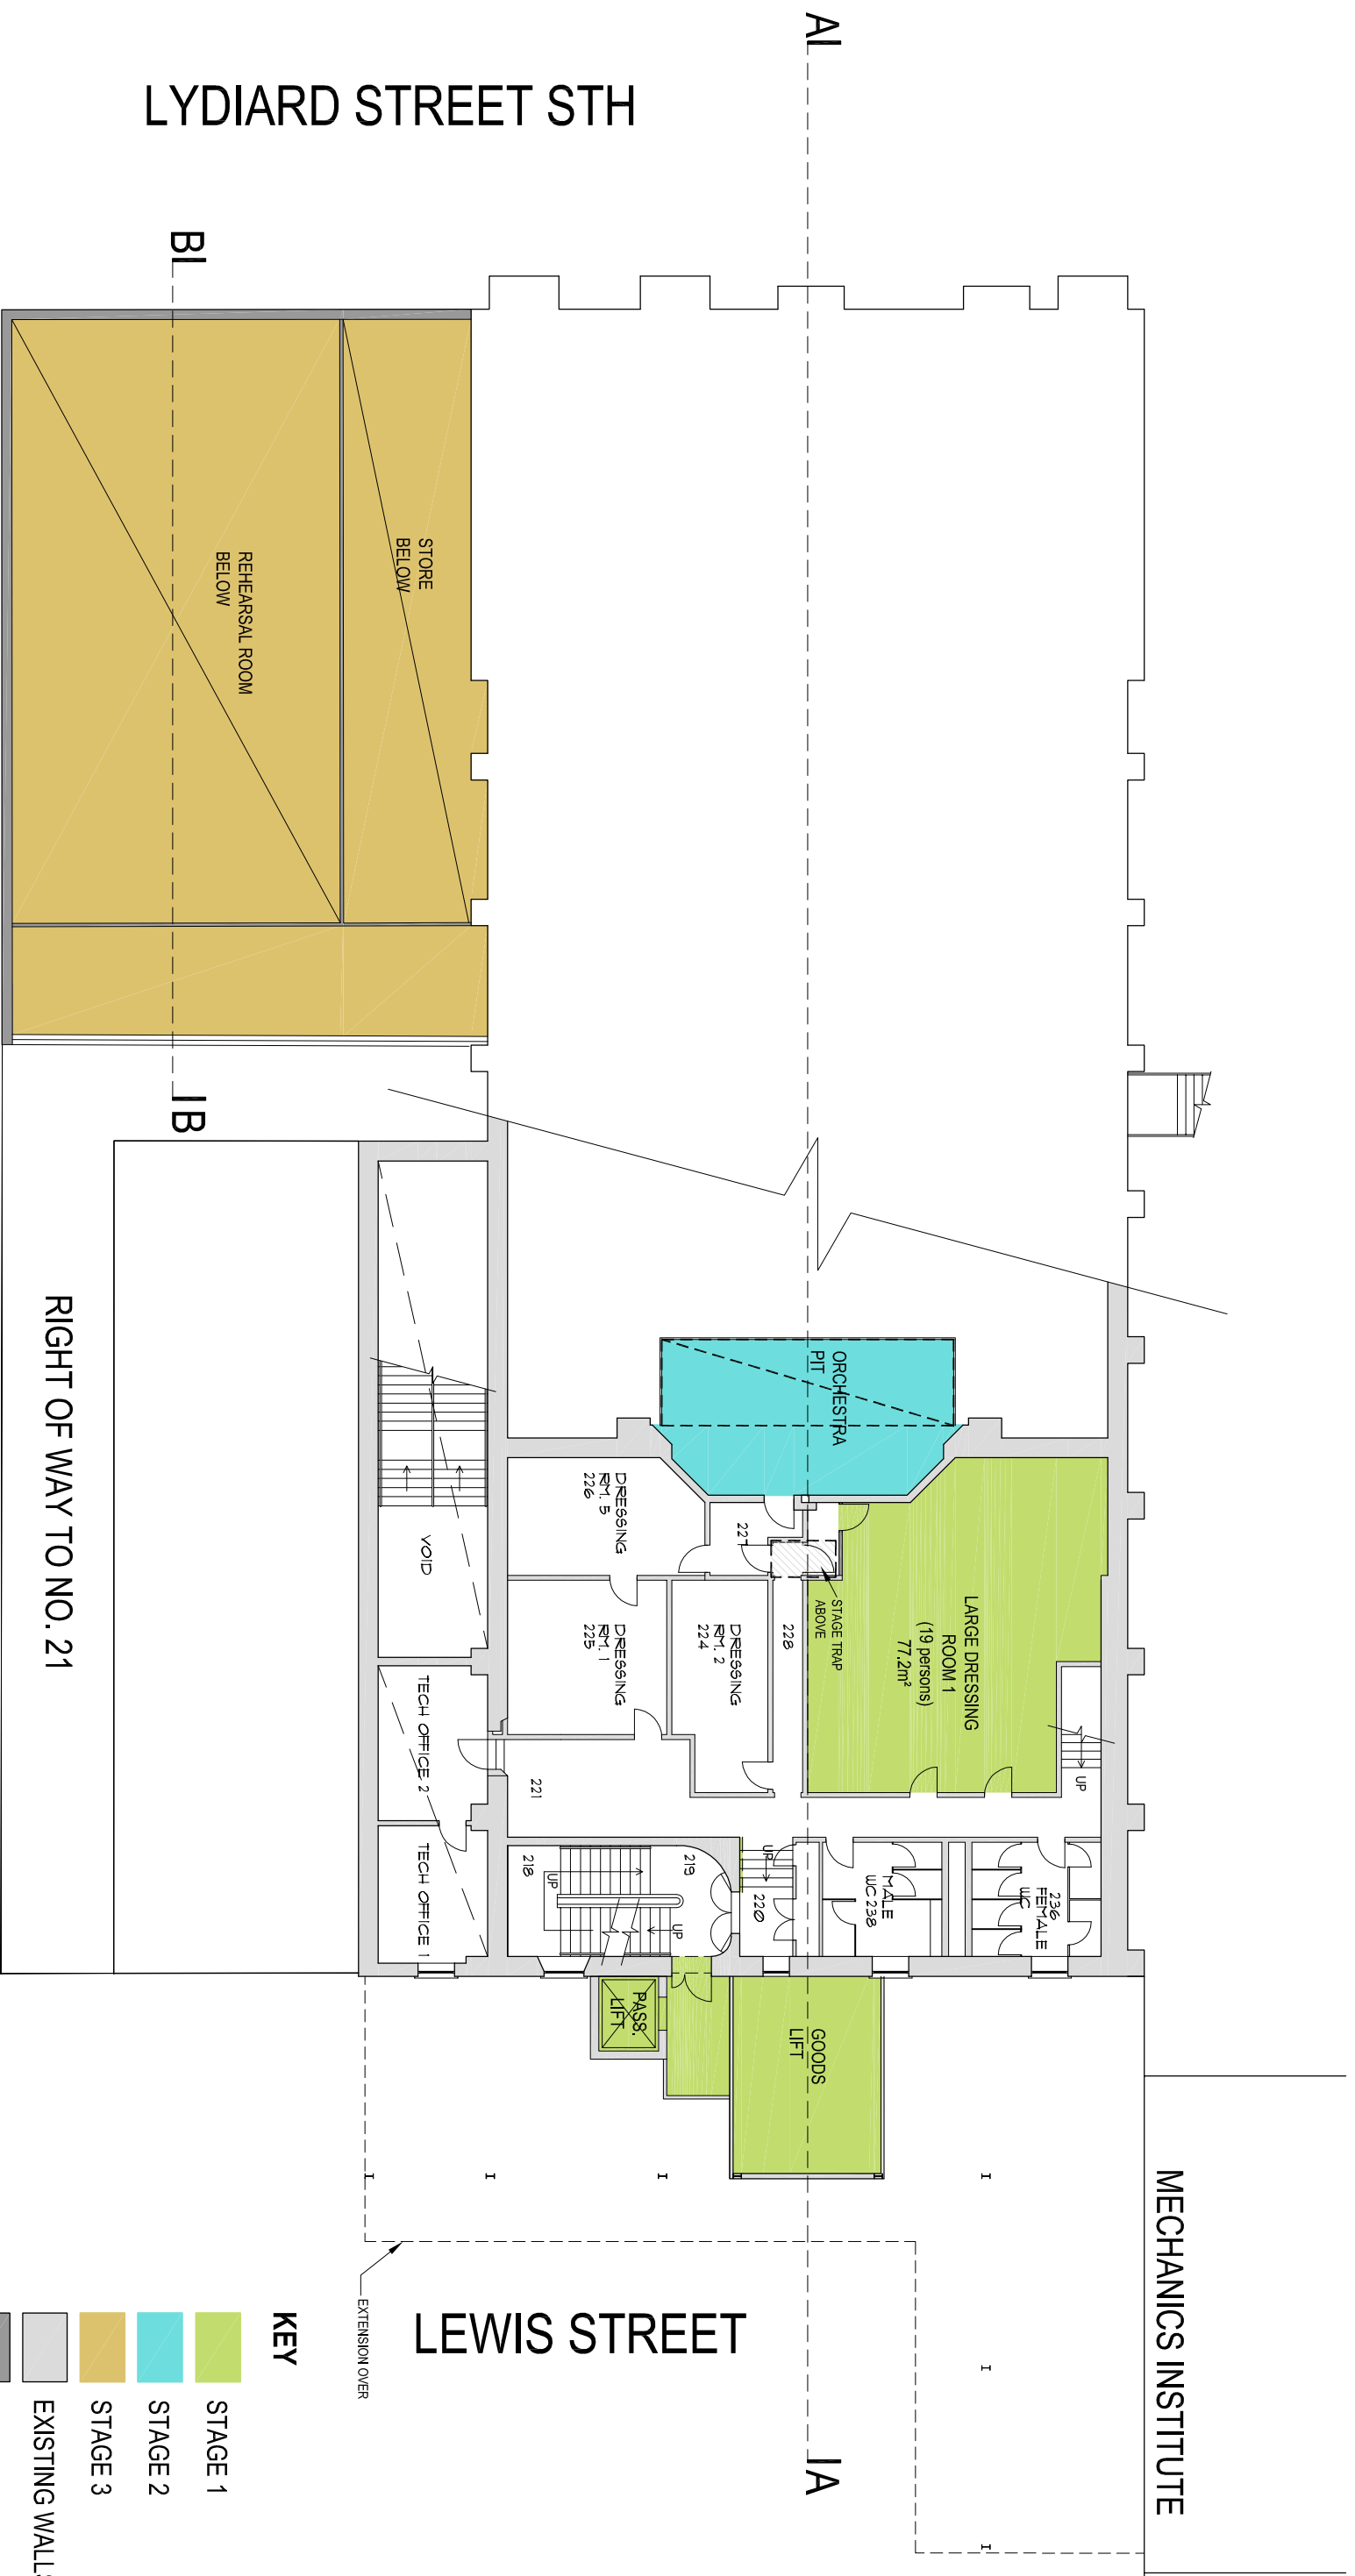 LYDIARD STREET STH
A
B
STORE
BELOW
REHEARSAL ROOM
BELOW
B
RIGHT OF WAY TO NO. 21
ORCHESTRA
PIT
DRESSING
RM. 5
226
STAGE TRAP
ABOVE
228
LARGE DRESSING
ROOM 1
(19 persons)
77.2m²
DRESSING
RM. 1
225
DRESSING
RM. 2
224
VOID
UP
TECH OFFICE 2
TECH OFFICE 1
221
218
219
UP
UP
UP
220
MALE
WC 238
236
FEMALE
WC
PASS.
LIFT
GOODS
LIFT
MECHANICS INSTITUTE
LEWIS STREET
EXTENSION OVER
A
KEY
STAGE 1
STAGE 2
STAGE 3